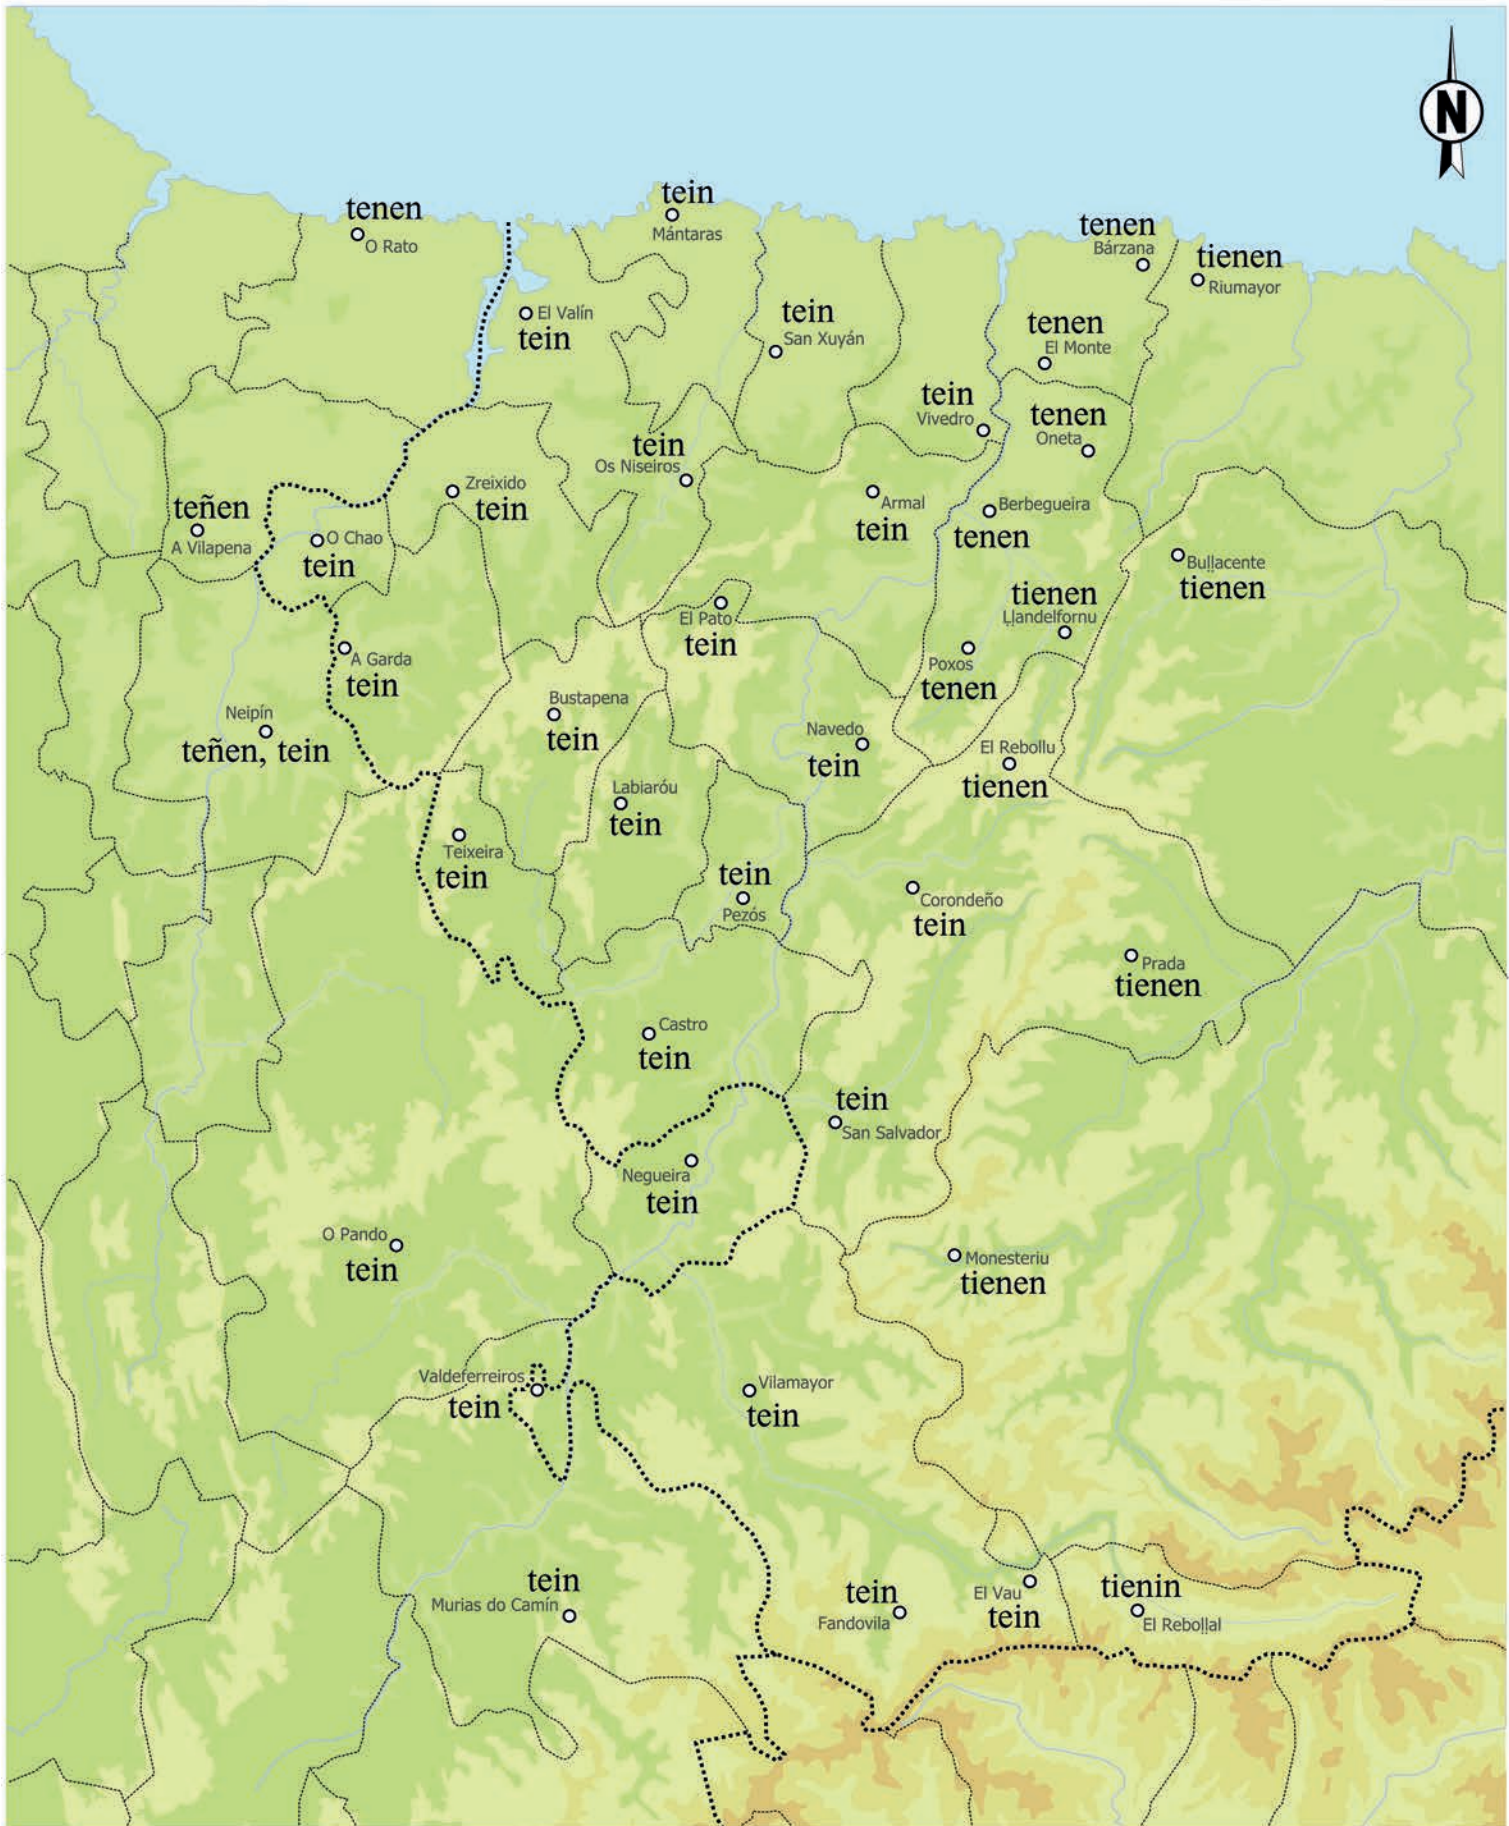 N
tein
Mántaras
tenen
O Rato
tenen
Bárzana
tienen
Riumayor
El Valín
tein
tein
San Xuyán
tenen
El Monte
tein
Vivedro
tenen
Oneta
tein
Os Niseiros
Zreixido
tein
Armal
tein
Berbegueira
tenen
teñen
A Vilapena
O Chao
tein
Buḷḷacente
tienen
tienen
Ḷḷandelfornu
El Pato
tein
A Garda
tein
Poxos
tenen
Bustapena
tein
Neipín
teñen, tein
Navedo
tein
El Rebollu
tienen
Labiaróu
tein
Teixeira
tein
tein
Pezós
Corondeño
tein
Prada
tienen
Castro
tein
tein
San Salvador
Negueira
tein
O Pando
tein
Monesteriu
tienen
Valdeferreiros
tein
Vilamayor
tein
tein
Murias do Camín
tein
Fandovila
El Vau
tein
tienin
El Reboḷḷal